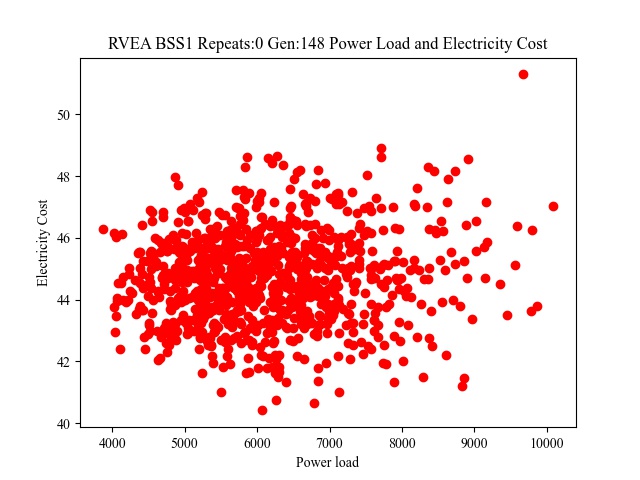 RVEA BSS1 Repeats:0 Gen:148 Power Load and Electricity Cost
Electricity Cost
50
48
46
44
42
40
4000 5000 6000 7000 8000 9000 10000
Power load